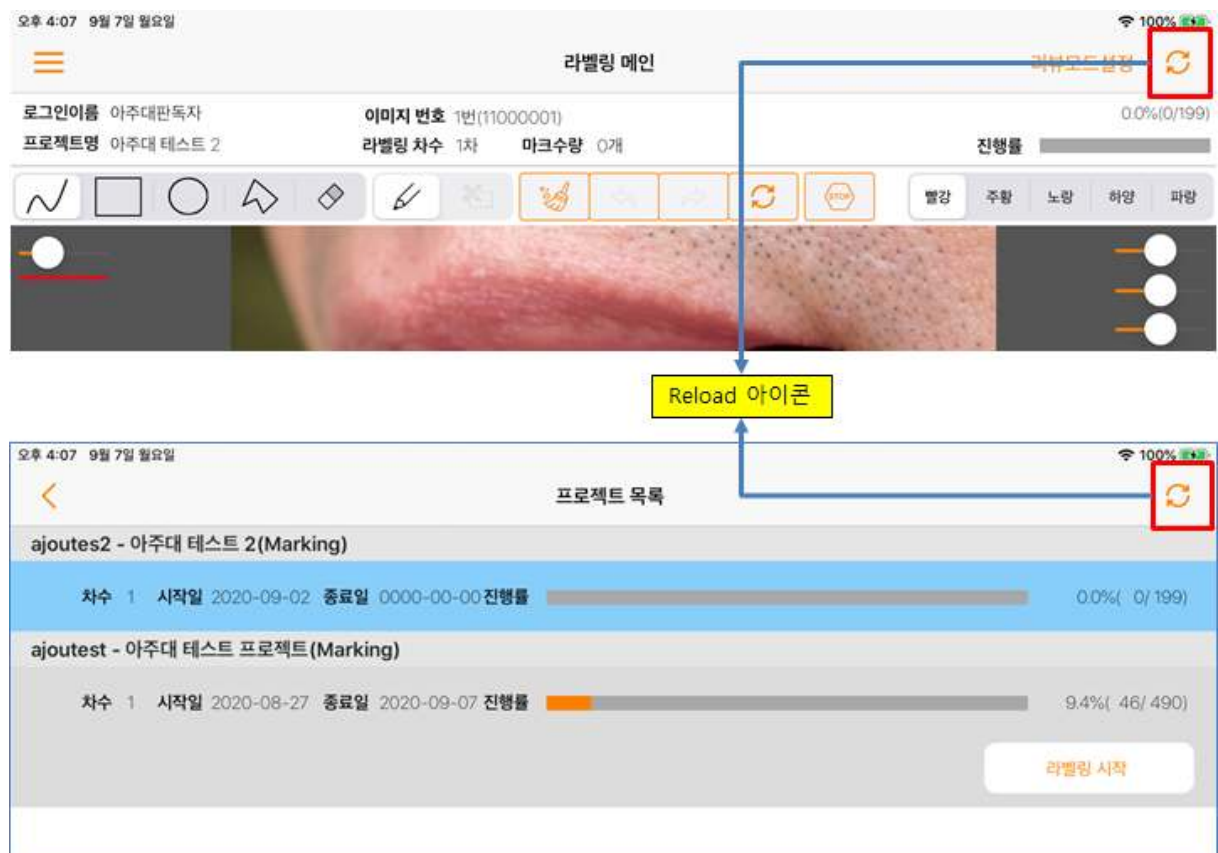 오후 4:07 9월 7일 월요일 100%
라벨링 메인 리뷰모드설정
로그인이름 아주대판독자 이미지 번호 1번(11000001) 0.0%(0/199)
프로젝트명 아주대 테스트 2 라벨링 차수 1차 마크수량 0개 진행률
STOP 빨강 주황 노랑 하양 파랑
Reload 아이콘
오후 4:07 9월 7일 월요일 100%
프로젝트 목록
ajoutes2 - 아주대 테스트 2(Marking)
차수 1 시작일 2020-09-02 종료일 0000-00-00 진행률 0.0%( 0/ 199)
ajoutest - 아주대 테스트 프로젝트(Marking)
차수 1 시작일 2020-08-27 종료일 2020-09-07 진행률 9.4%( 46/ 490)
라벨링 시작